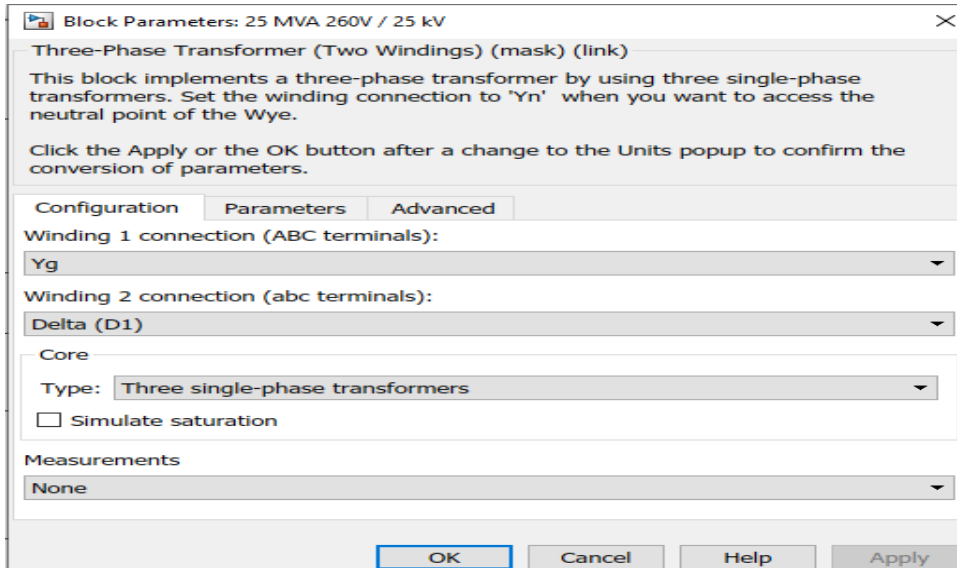 Block Parameters: 25 MVA 260V / 25 kV
Three-Phase Transformer (Two Windings) (mask) (link)
This block implements a three-phase transformer by using three single-phase
transformers. Set the winding connection to 'Yn' when you want to access the
neutral point of the Wye.
Click the Apply or the OK button after a change to the Units popup to confirm the
conversion of parameters.
Configuration Parameters Advanced
Winding 1 connection (ABC terminals):
Yg
Winding 2 connection (abc terminals):
Delta (D1)
Core
Type: Three single-phase transformers
Simulate saturation
Measurements
None
OK Cancel Help Apply